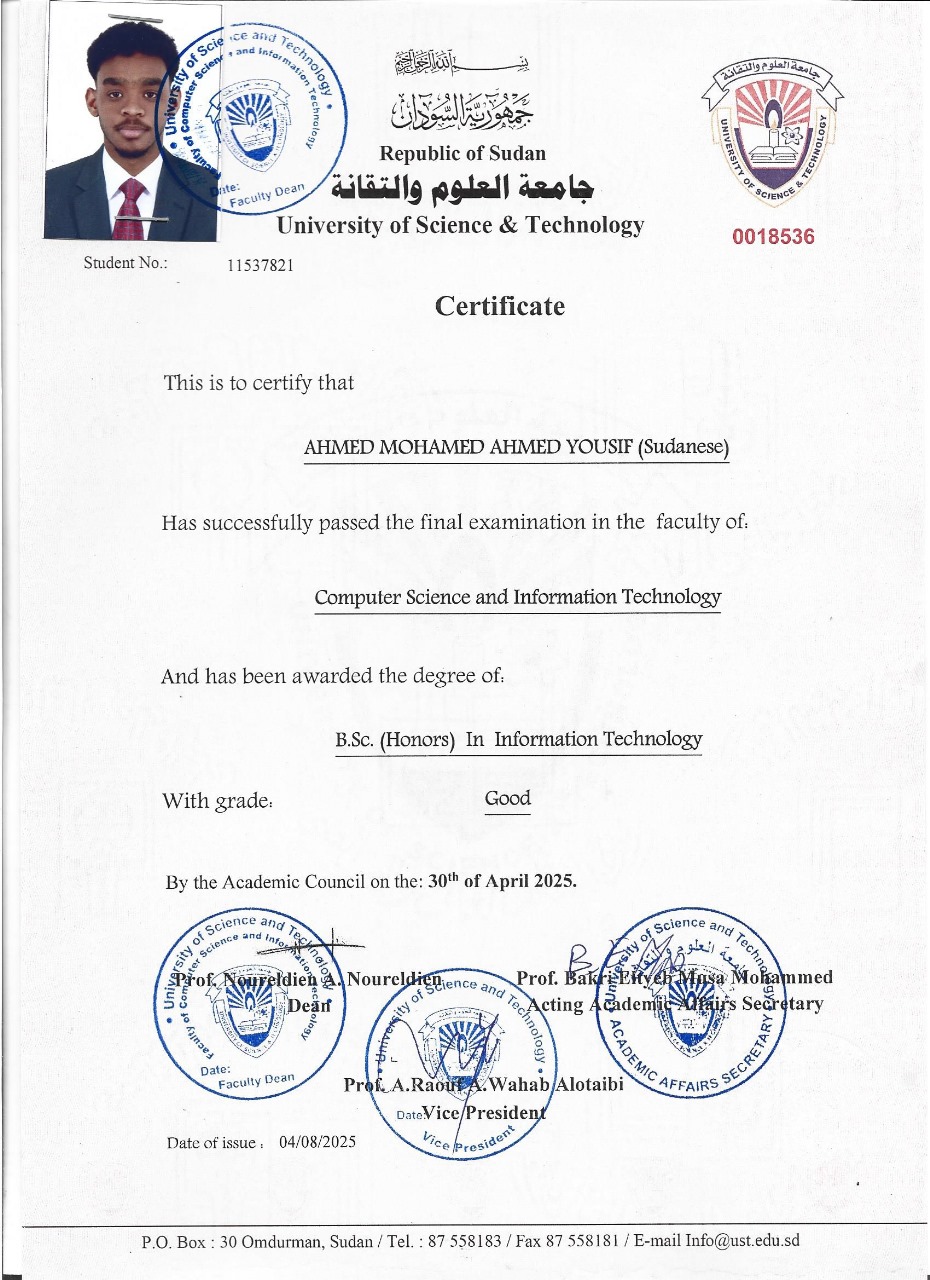 بسم الله الرحمن الرحيم
جمهورية السودان
Republic of Sudan
جامعة العلوم والتقانة
University of Science & Technology
جامعة العلوم والتقانة
UNIVERSITY OF SCIENCE & TECHNOLOGY
0018536
University of Science and Technology
Faculty of Computer Science and Information Technology
Date:
Faculty Dean
Student No.: 11537821
Certificate
This is to certify that
AHMED MOHAMED AHMED YOUSIF (Sudanese)
Has successfully passed the final examination in the faculty of:
Computer Science and Information Technology
And has been awarded the degree of:
B.Sc. (Honors) In Information Technology
With grade: Good
By the Academic Council on the: 30th of April 2025.
University of Science and Technology
Faculty of Computer Science and Information Technology
Date:
Faculty Dean
Prof. Noureldien A. Noureldien
Dean
University of Science and Technology
ACADEMIC AFFAIRS SECRETARY
Prof. Bakri Eltyeb Musa Mohammed
Acting Academic Affairs Secretary
University of Science and Technology
Date:
Vice President
Prof. A.Raouf A.Wahab Alotaibi
Vice President
Date of issue : 04/08/2025
P.O. Box : 30 Omdurman, Sudan / Tel. : 87 558183 / Fax 87 558181 / E-mail Info@ust.edu.sd